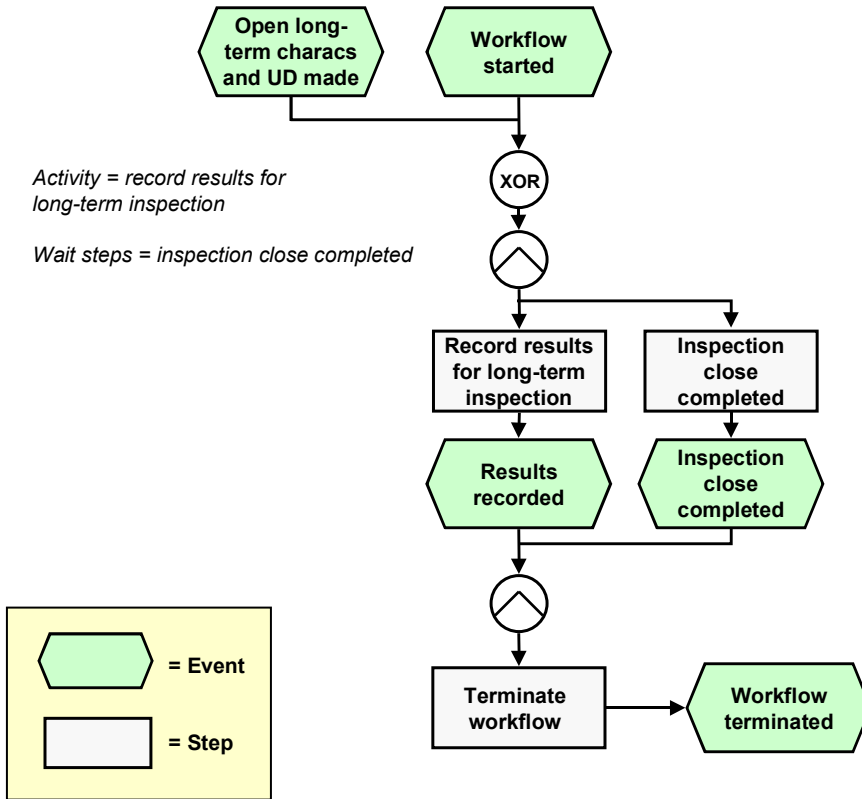 Open long-
term characs
and UD made
Workflow
started
Activity = record results for
long-term inspection
XOR
Wait steps = inspection close completed
Record results
for long-term
inspection
Inspection
close
completed
Results
recorded
Inspection
close
completed
= Event
= Step
Terminate
workflow
Workflow
terminated